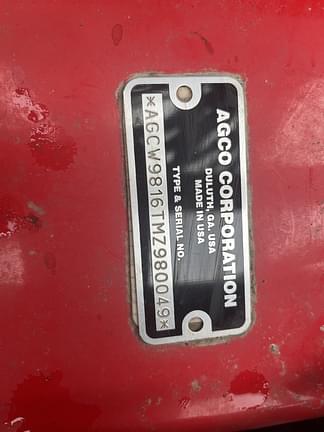 AGCO CORPORATION
DULUTH, GA. USA
MADE IN USA
TYPE & SERIAL NO.
*AGCW9816TMZ980049*